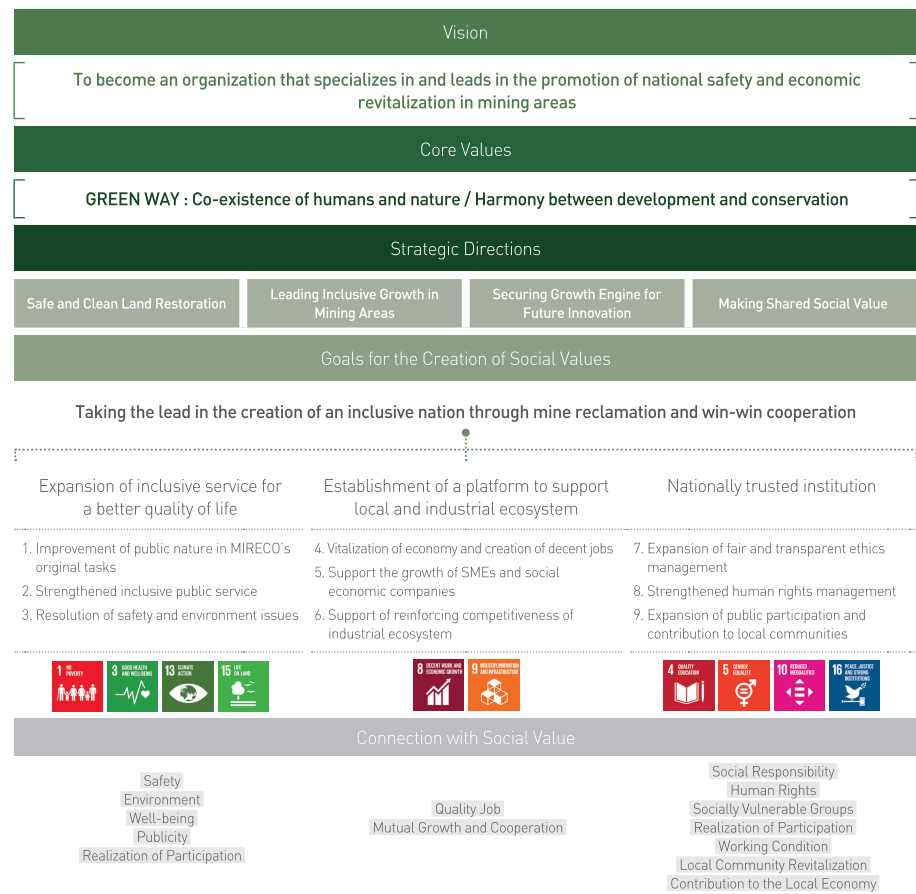 Vision
To become an organization that specializes in and leads in the promotion of national safety and economic
revitalization in mining areas
Core Values
GREEN WAY : Co-existence of humans and nature / Harmony between development and conservation
Strategic Directions
Safe and Clean Land Restoration
Leading Inclusive Growth in
Mining Areas
Securing Growth Engine for
Future Innovation
Making Shared Social Value
Goals for the Creation of Social Values
Taking the lead in the creation of an inclusive nation through mine reclamation and win-win cooperation
Expansion of inclusive service for
a better quality of life
1. Improvement of public nature in MIRECO's
original tasks
2. Strengthened inclusive public service
3. Resolution of safety and environment issues
1 NO
POVERTY
3 GOOD HEALTH
AND WELL-BEING
13 CLIMATE
ACTION
15 LIFE
ON LAND
Establishment of a platform to support
local and industrial ecosystem
4. Vitalization of economy and creation of decent jobs
5. Support the growth of SMEs and social
economic companies
6. Support of reinforcing competitiveness of
industrial ecosystem
8 DECENT WORK AND
ECONOMIC GROWTH
9 INDUSTRY, INNOVATION
AND INFRASTRUCTURE
Nationally trusted institution
7. Expansion of fair and transparent ethics
management
8. Strengthened human rights management
9. Expansion of public participation and
contribution to local communities
4 QUALITY
EDUCATION
5 GENDER
EQUALITY
10 REDUCED
INEQUALITIES
16 PEACE, JUSTICE
AND STRONG
INSTITUTIONS
Connection with Social Value
Safety
Environment
Well-being
Publicity
Realization of Participation
Quality Job
Mutual Growth and Cooperation
Social Responsibility
Human Rights
Socially Vulnerable Groups
Realization of Participation
Working Condition
Local Community Revitalization
Contribution to the Local Economy